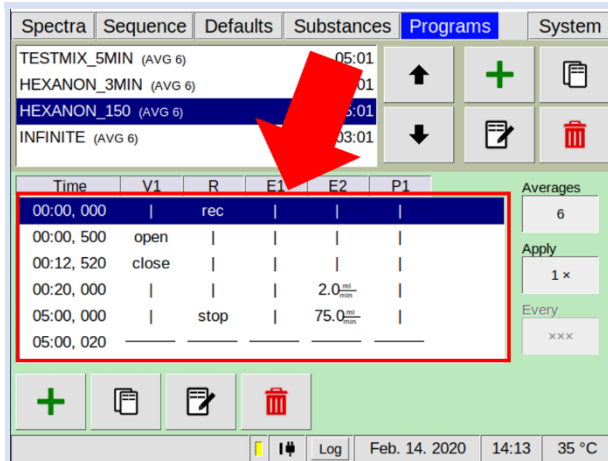 Spectra Sequence Defaults Substances Programs System
TESTMIX_5MIN (AVG 6) 05:01
HEXANON_3MIN (AVG 6) 01
HEXANON_150 (AVG 6) :01
INFINITE (AVG 6) 03:01
Time V1 R E1 E2 P1
00:00, 000 | rec | | |
00:00, 500 open | | | |
00:12, 520 close | | | |
00:20, 000 | | | 2.0 ml/min |
05:00, 000 | stop | 75.0 ml/min |
05:00, 020
Averages
6
Apply
1 ×
Every
×××
Log Feb. 14. 2020 14:13 35 °C